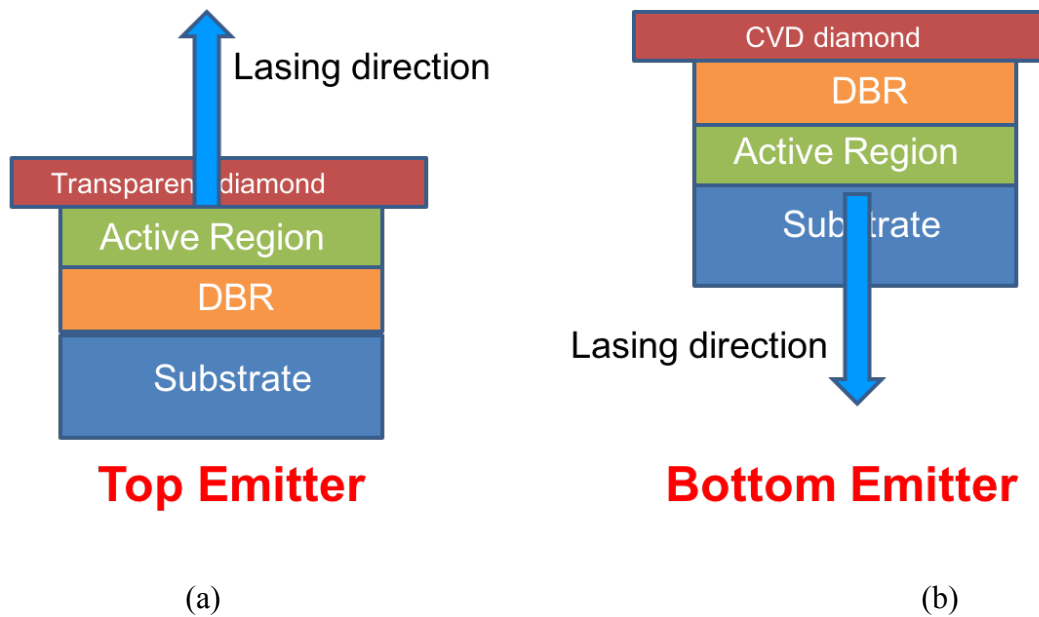 Lasing direction
Transparent diamond
Active Region
DBR
Substrate
Top Emitter
(a)
CVD diamond
DBR
Active Region
Substrate
Lasing direction
Bottom Emitter
(b)